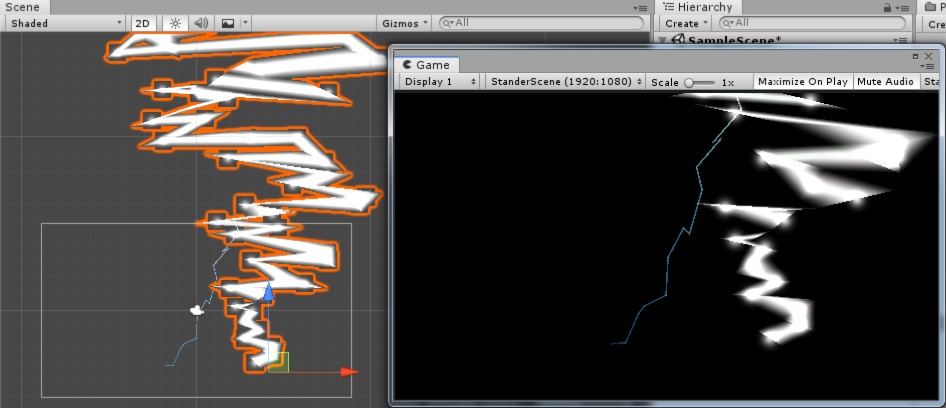 Scene
Shaded 2D Gizmos All
Hierarchy
Create All
SampleScene*
P
Cre
Game
Display 1 StanderScene (1920:1080) Scale 1x Maximize On Play Mute Audio Sta